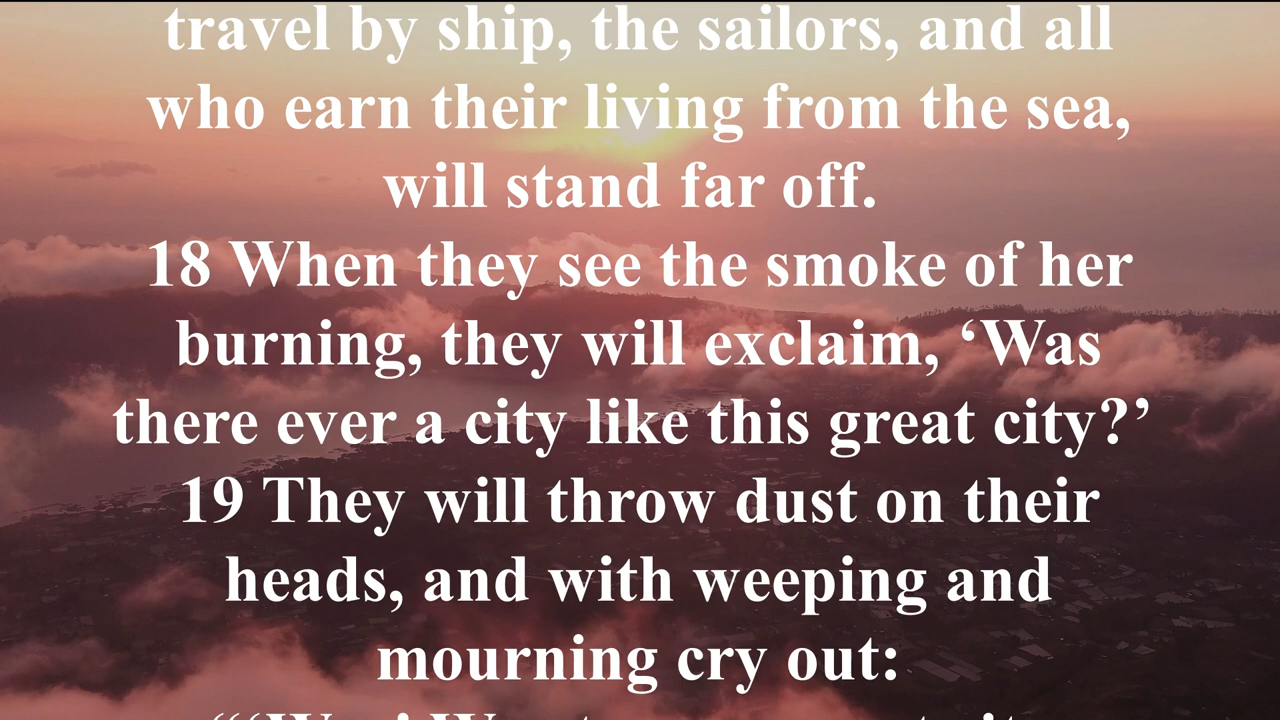 travel by ship, the sailors, and all
who earn their living from the sea,
will stand far off.
18 When they see the smoke of her
burning, they will exclaim, ‘Was
there ever a city like this great city?’
19 They will throw dust on their
heads, and with weeping and
mourning cry out: